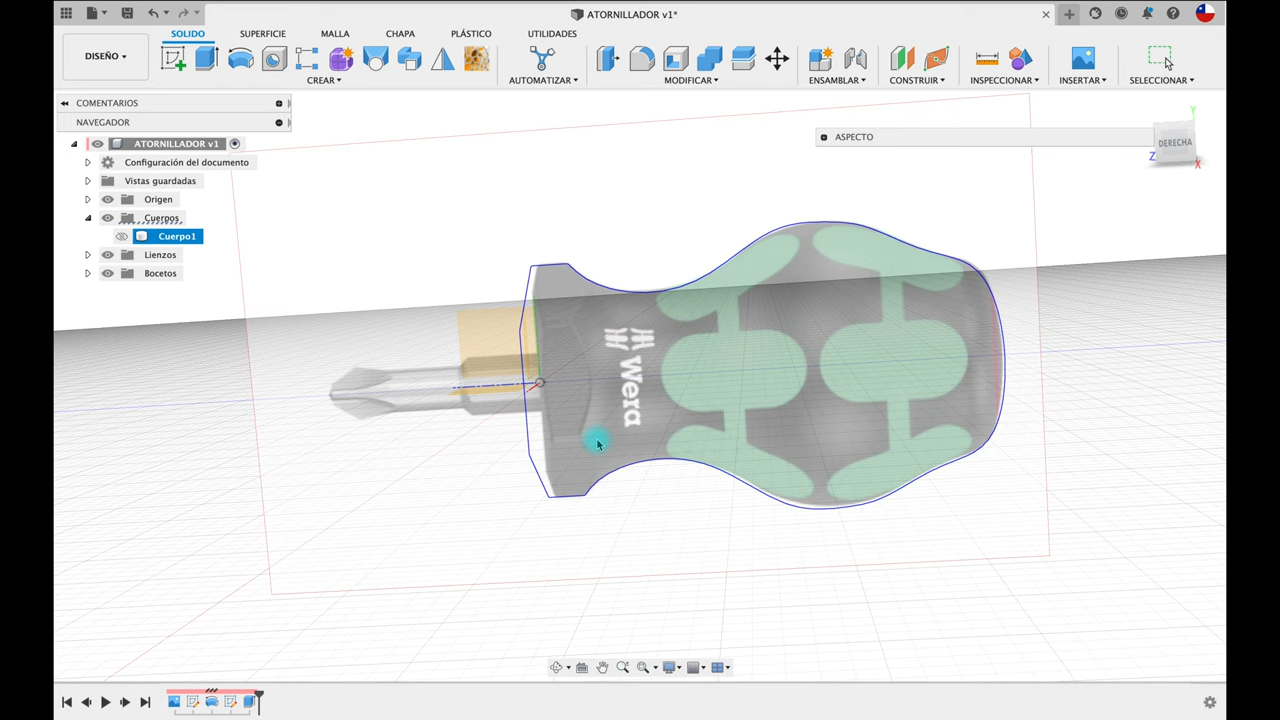 ATORNILLADOR v1*
DISEÑO
SOLIDO
SUPERFICIE
MALLA
CHAPA
PLÁSTICO
UTILIDADES
CREAR
AUTOMATIZAR
MODIFICAR
ENSAMBLAR
CONSTRUIR
INSPECCIONAR
INSERTAR
SELECCIONAR
COMENTARIOS
NAVEGADOR
ATORNILLADOR v1
Configuración del documento
Vistas guardadas
Origen
Cuerpos
Cuerpo1
Lienzos
Bocetos
ASPECTO
Y
DERECHA
Z
X
Wera